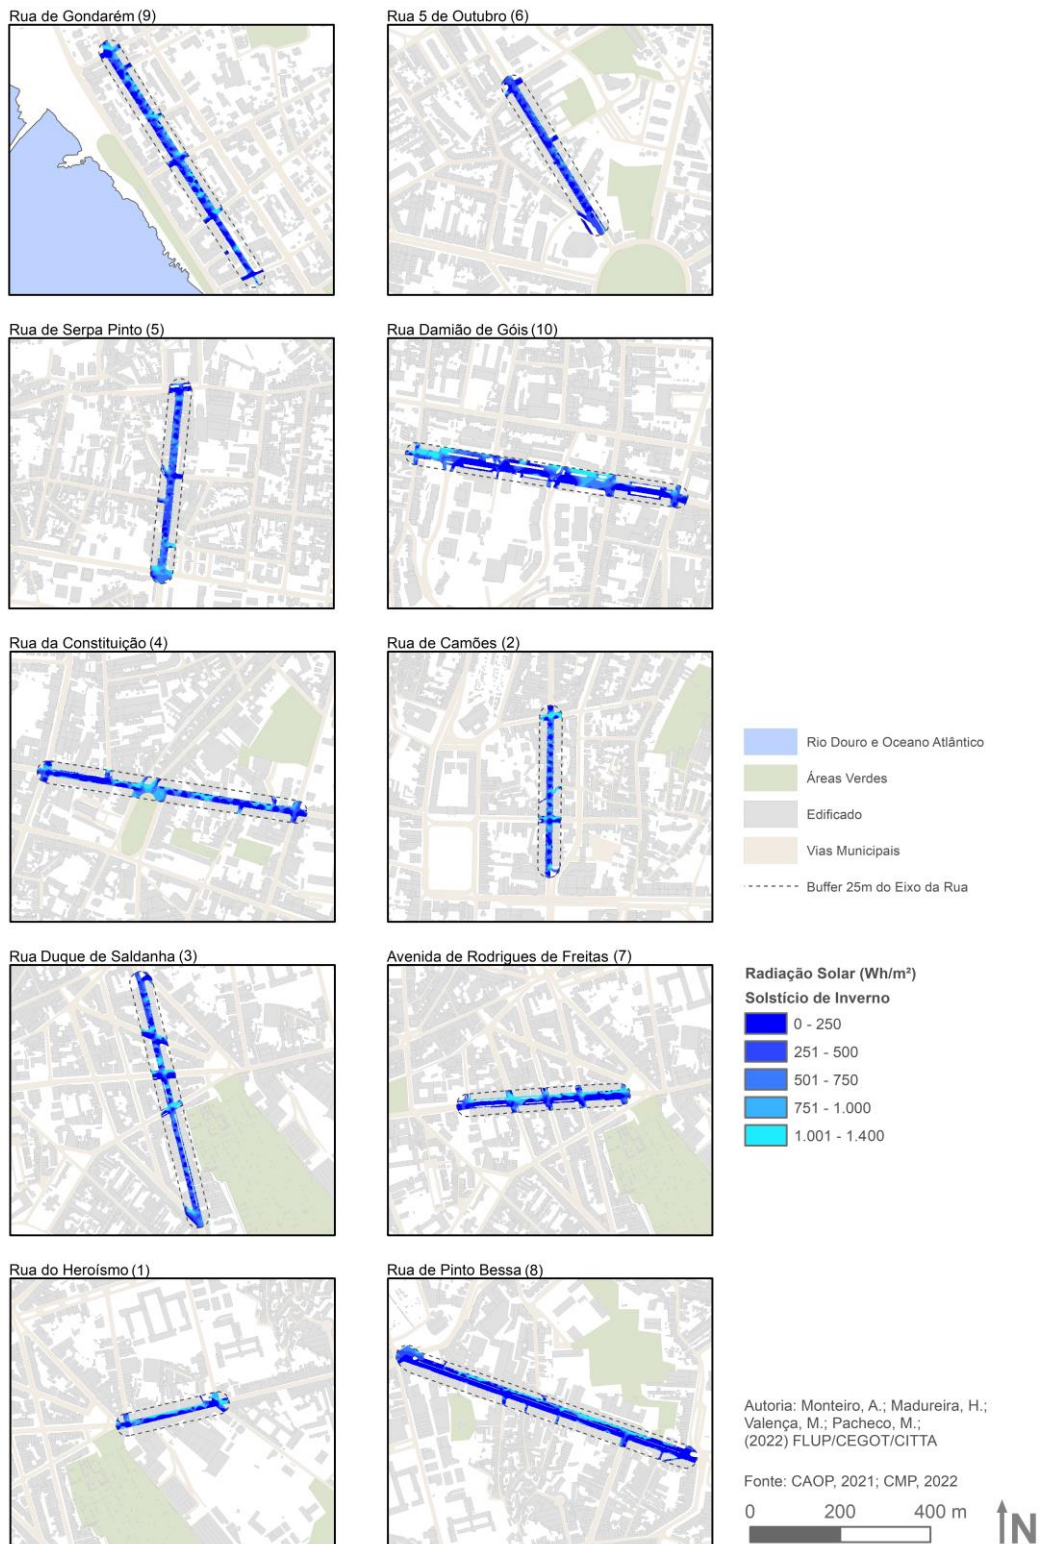 Rua de Gondarém (9)
Rua 5 de Outubro (6)
Rua de Serpa Pinto (5)
Rua Damião de Góis (10)
Rua da Constituição (4)
Rua de Camões (2)
Rio Douro e Oceano Atlântico
Áreas Verdes
Edificado
Vias Municipais
Buffer 25m do Eixo da Rua
Rua Duque de Saldanha (3)
Avenida de Rodrigues de Freitas (7)
Radiação Solar (Wh/m²)
Solstício de Inverno
0 - 250
251 - 500
501 - 750
751 - 1.000
1.001 - 1.400
Rua do Heroísmo (1)
Rua de Pinto Bessa (8)
Autoria: Monteiro, A.; Madureira, H.;
Valença, M.; Pacheco, M.;
(2022) FLUP/CEGOT/CITTA
Fonte: CAOP, 2021; CMP, 2022
0 200 400 m
N